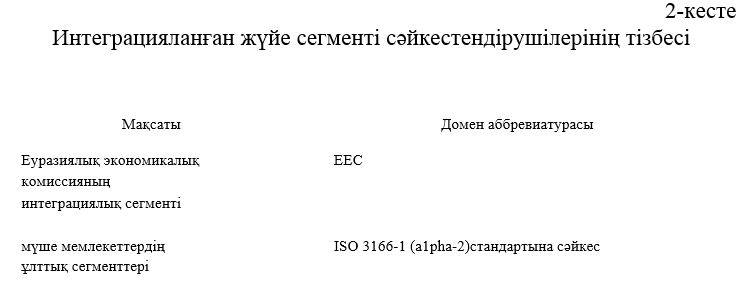 2-кесте
Интеграцияланған жүйе сегменті сәйкестендірушілерінің тізбесі
Мақсаты	Домен аббревиатурасы
Еуразиялық экономикалық	ЕЕС
комиссияның
интеграциялық сегменті
мүше мемлекеттердің	ISO 3166-1 (a1pha-2)стандартына сәйкес
ұлттық сегменттері